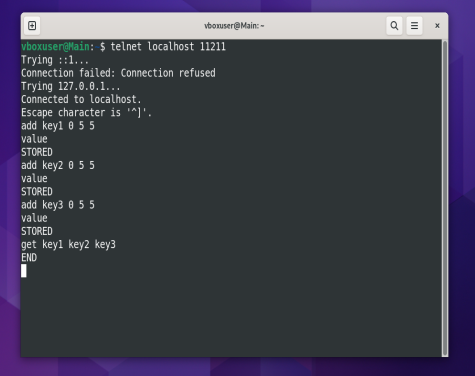 vboxuser@Main: ~
vboxuser@Main: $ telnet localhost 11211
Trying ::1...
Connection failed: Connection refused
Trying 127.0.0.1...
Connected to localhost.
Escape character is '^]'.
add key1 0 5 5
value
STORED
add key2 0 5 5
value
STORED
add key3 0 5 5
value
STORED
get key1 key2 key3
END